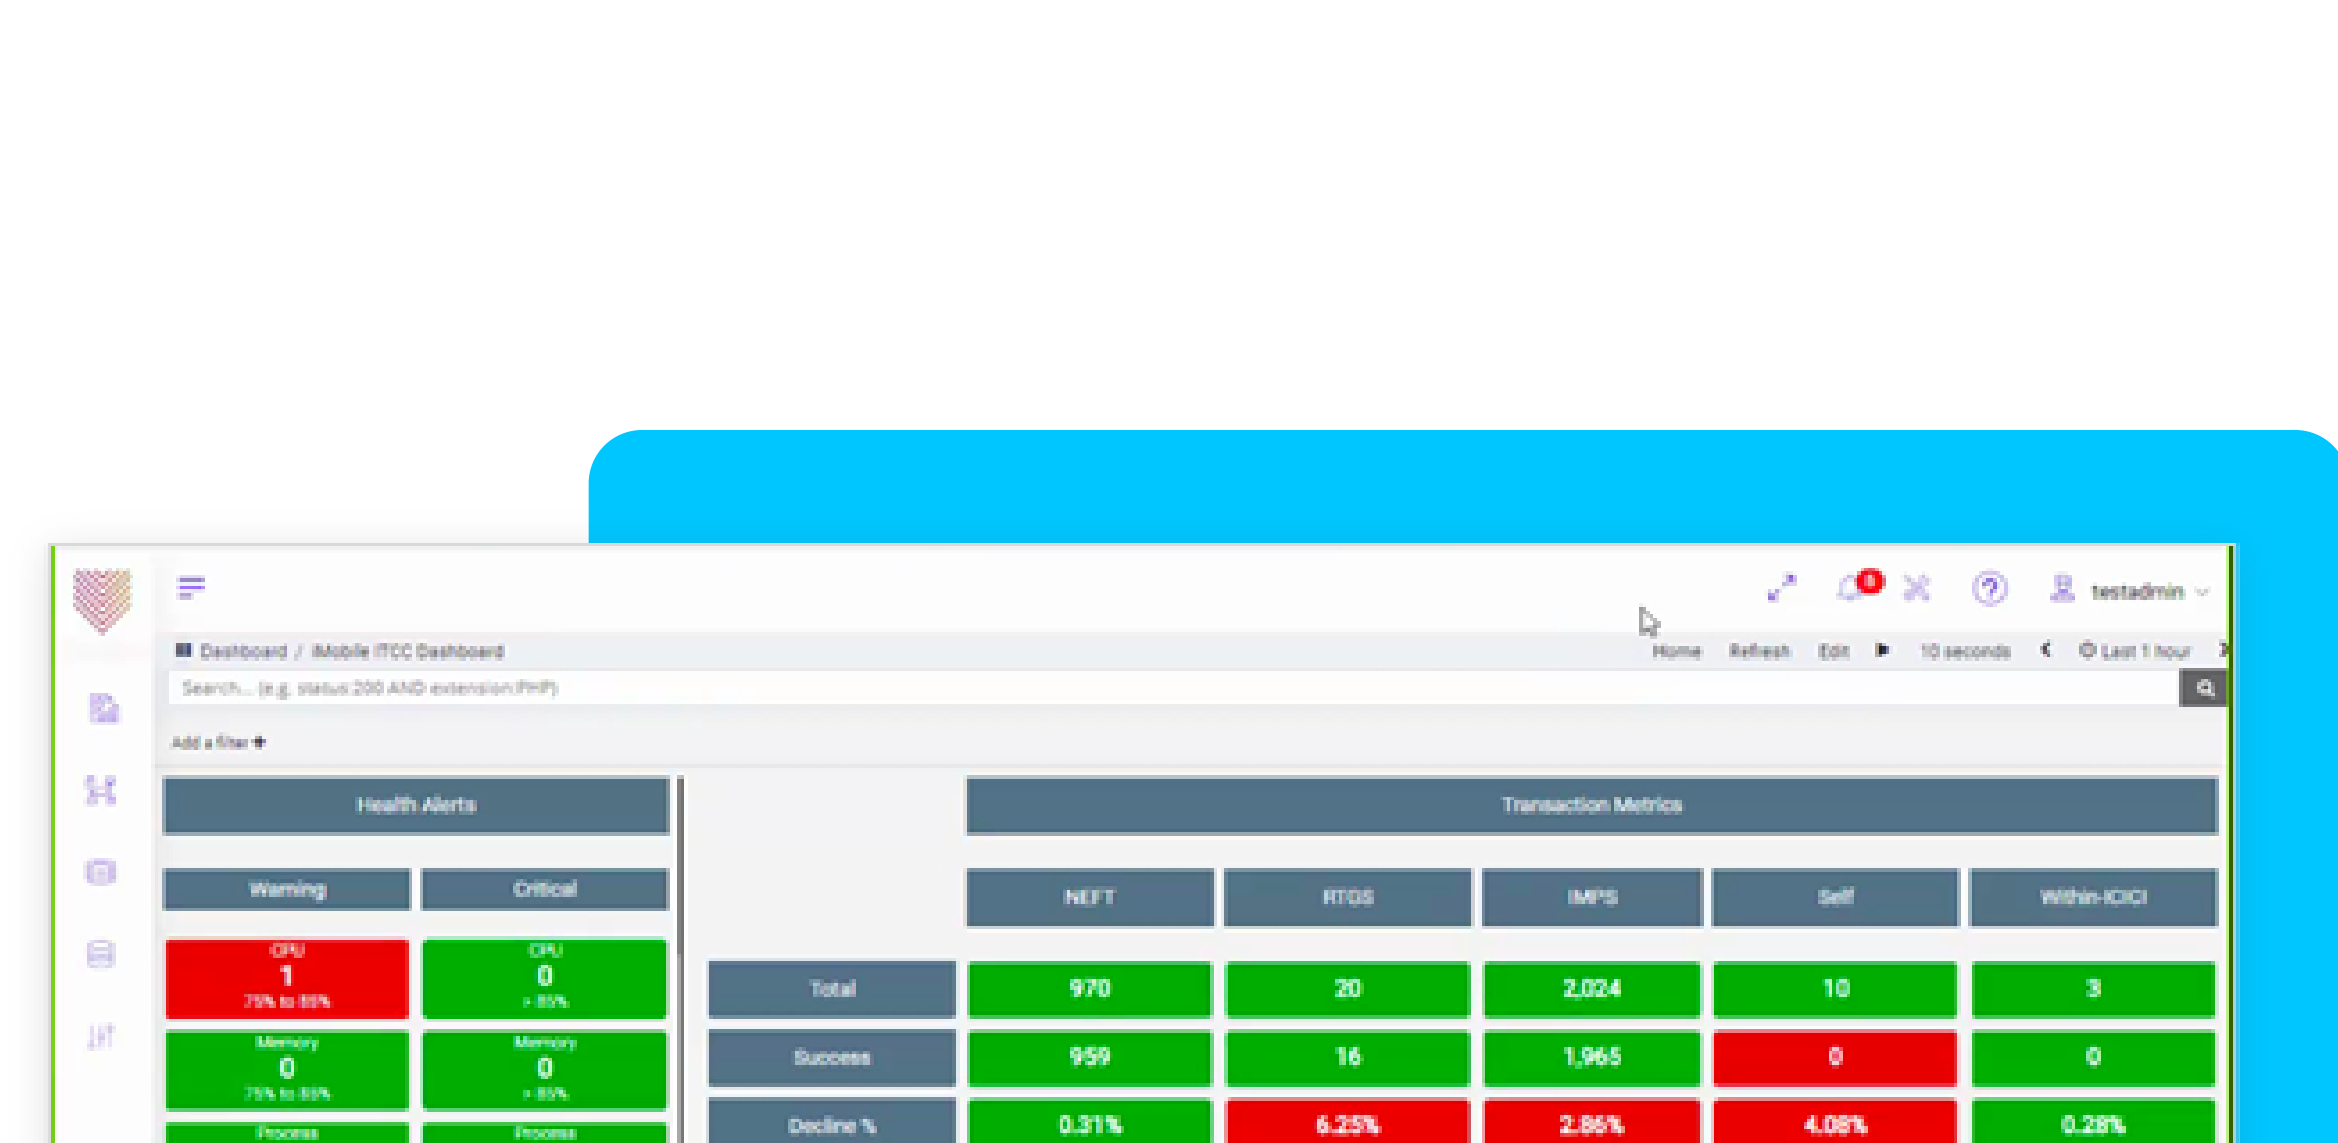 testadmin
Dashboard / iMobile ITCC Dashboard
Home Refresh Edit 10 seconds Last 1 hour
Search... (e.g. status:200 AND extension:PHP)
Add a filter +
Health Alerts
Transaction Metrics
Warning Critical
NEFT RTGS IMPS Self Within-ICICI
CPU CPU
1 0
75% to 85% > 85%
Total 970 20 2,024 10 3
Memory Memory
0 0
75% to 85% > 85%
Success 959 16 1,965 0 0
Decline % 0.31% 6.25% 2.86% 4.08% 0.28%
Process Process